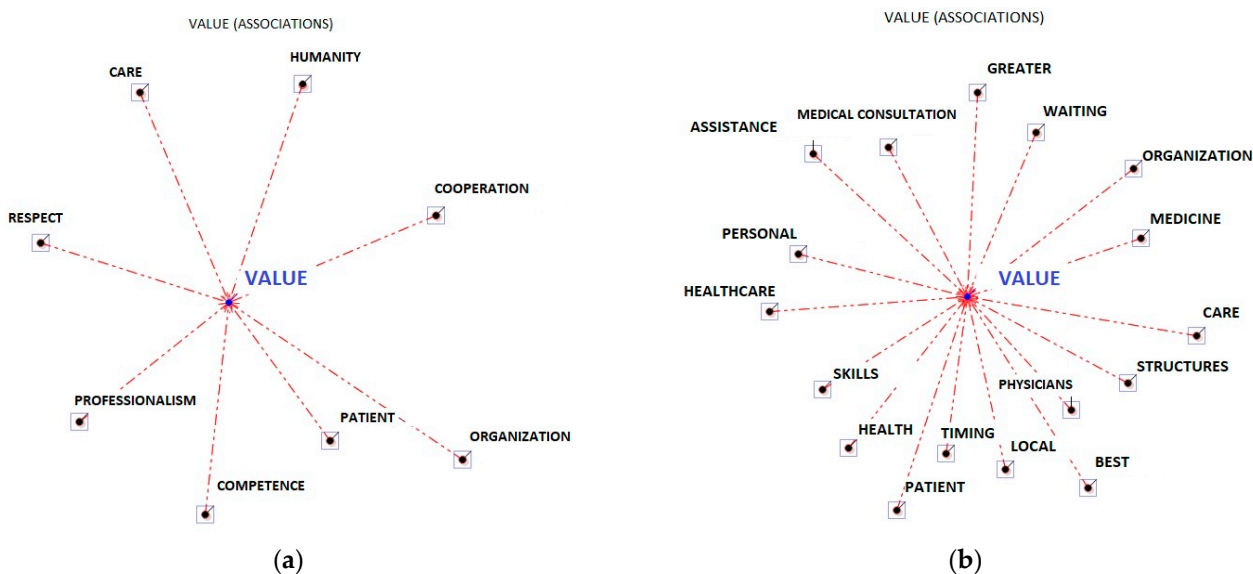 VALUE (ASSOCIATIONS)
HUMANITY
CARE
COOPERATION
RESPECT
VALUE
PROFESSIONALISM
PATIENT
ORGANIZATION
COMPETENCE
(a)
VALUE (ASSOCIATIONS)
GREATER
MEDICAL CONSULTATION
WAITING
ASSISTANCE
ORGANIZATION
MEDICINE
PERSONAL
VALUE
HEALTHCARE
CARE
STRUCTURES
SKILLS
PHYSICIANS
HEALTH
TIMING
LOCAL
BEST
PATIENT
(b)